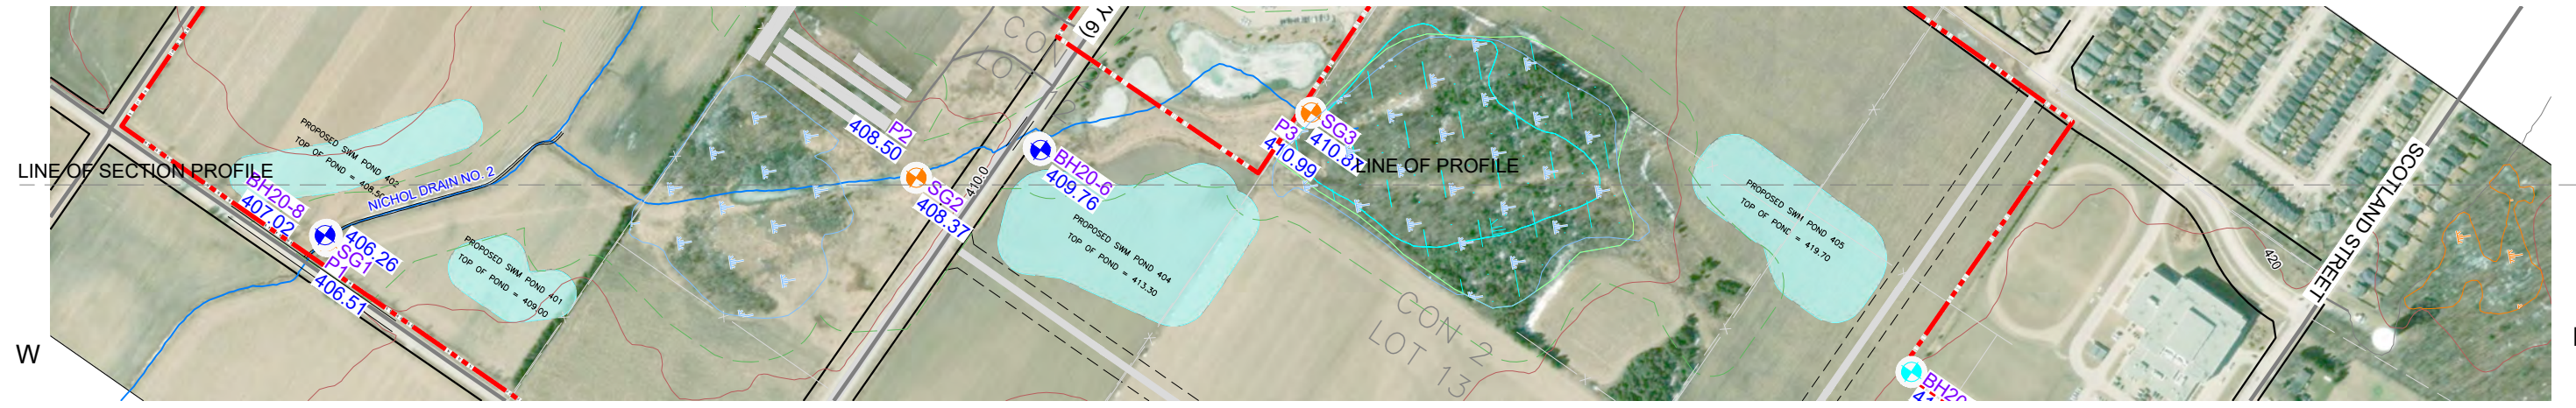 LINE OF SECTION PROFILE
PROPOSED SWM POND 402
TOP OF POND = 408.50
NICHOL DRAIN NO. 2
BH20-8
407.02
406.26
SG1
P1
406.51
PROPOSED SWM POND 401
TOP OF POND = 409.00
W
P2
408.50
SG2
408.37
CON
LOT
Y 6)
410.0
BH20-6
409.76
PROPOSED SWM POND 404
TOP OF POND = 413.30
P3
410.99
SG3
LINE OF PROFILE
CON 2
LOT 13
PROPOSED SWM POND 405
TOP OF POND = 419.70
BH20
SCOTLAND STREET
420